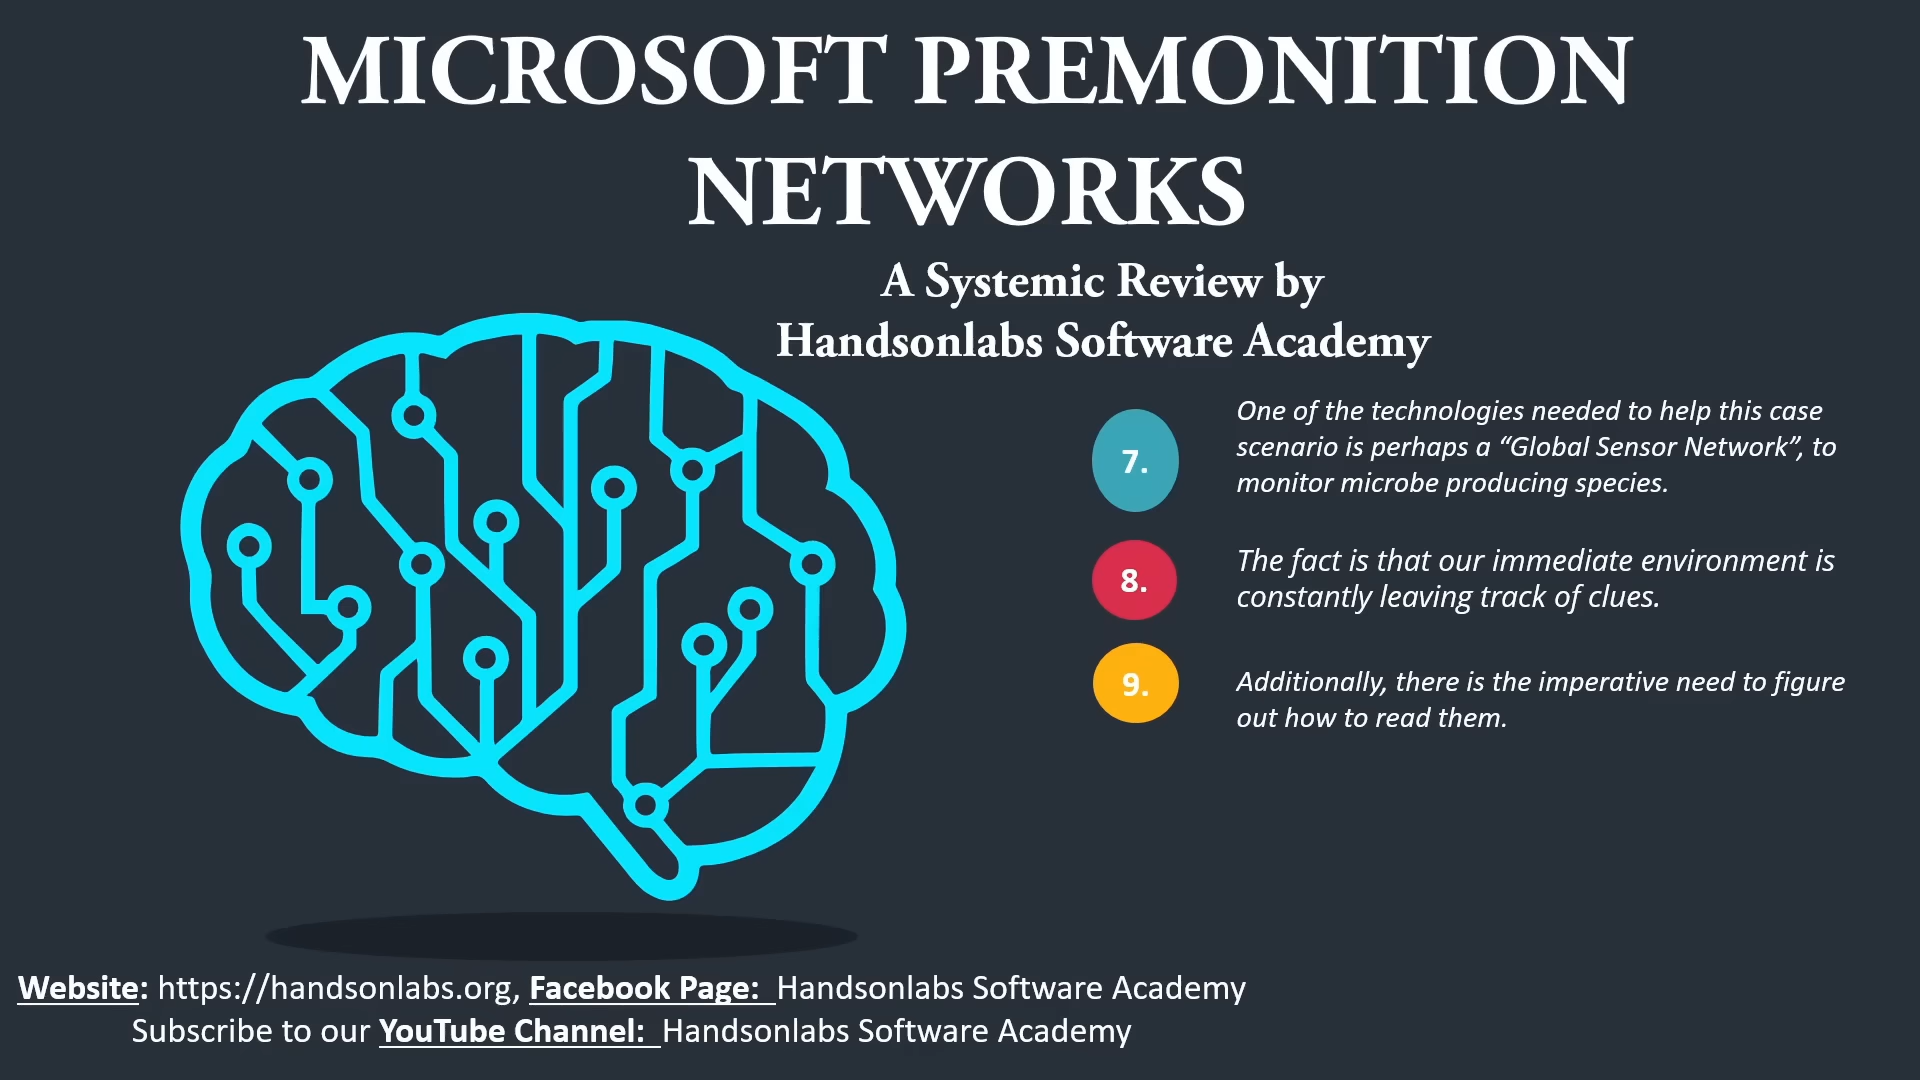 MICROSOFT PREMONITION
NETWORKS
A Systemic Review by
Handsonlabs Software Academy
7.
One of the technologies needed to help this case
scenario is perhaps a “Global Sensor Network”, to
monitor microbe producing species.
8.
The fact is that our immediate environment is
constantly leaving track of clues.
9.
Additionally, there is the imperative need to figure
out how to read them.
Website: https://handsonlabs.org, Facebook Page: Handsonlabs Software Academy
Subscribe to our YouTube Channel: Handsonlabs Software Academy